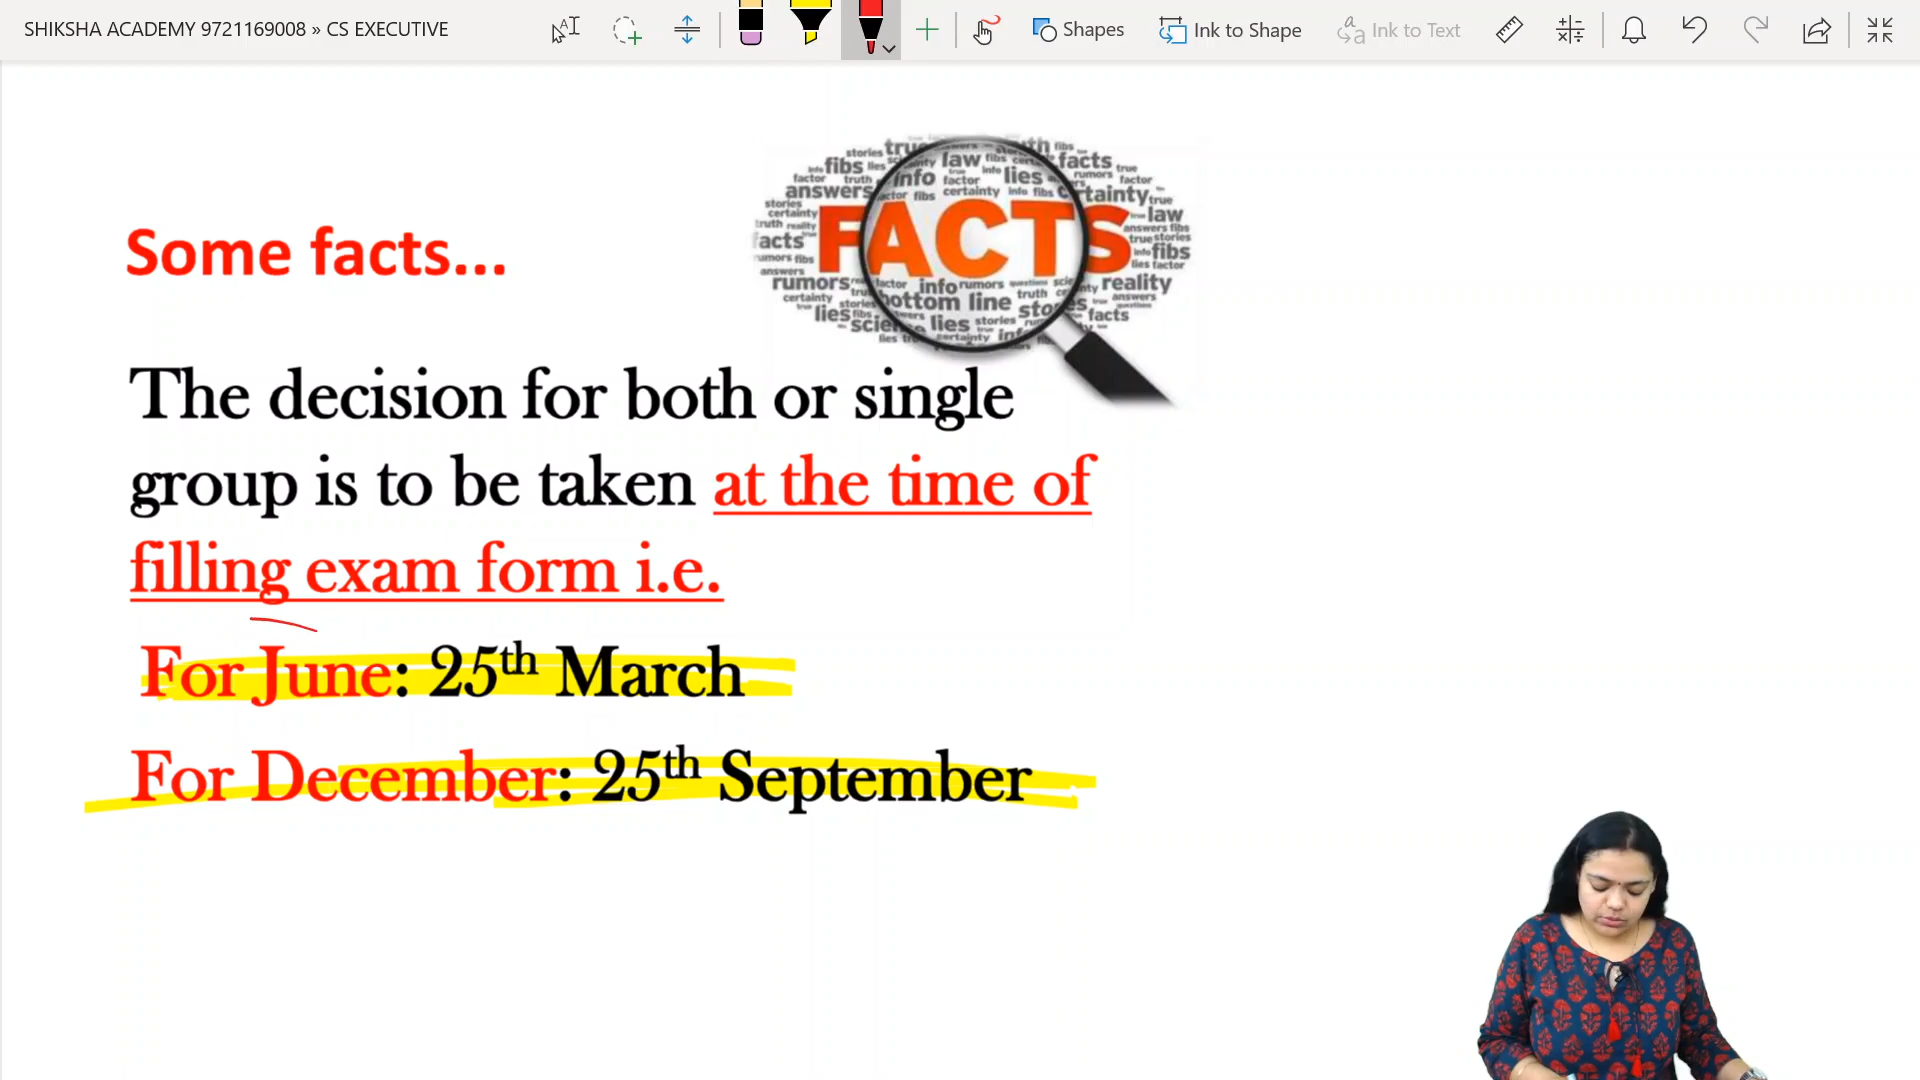 SHIKSHA ACADEMY 9721169008 » CS EXECUTIVE
Shapes
Ink to Shape
Ink to Text
Some facts...
FACTS
The decision for both or single
group is to be taken at the time of
filling exam form i.e.
For June: 25th March
For December: 25th September